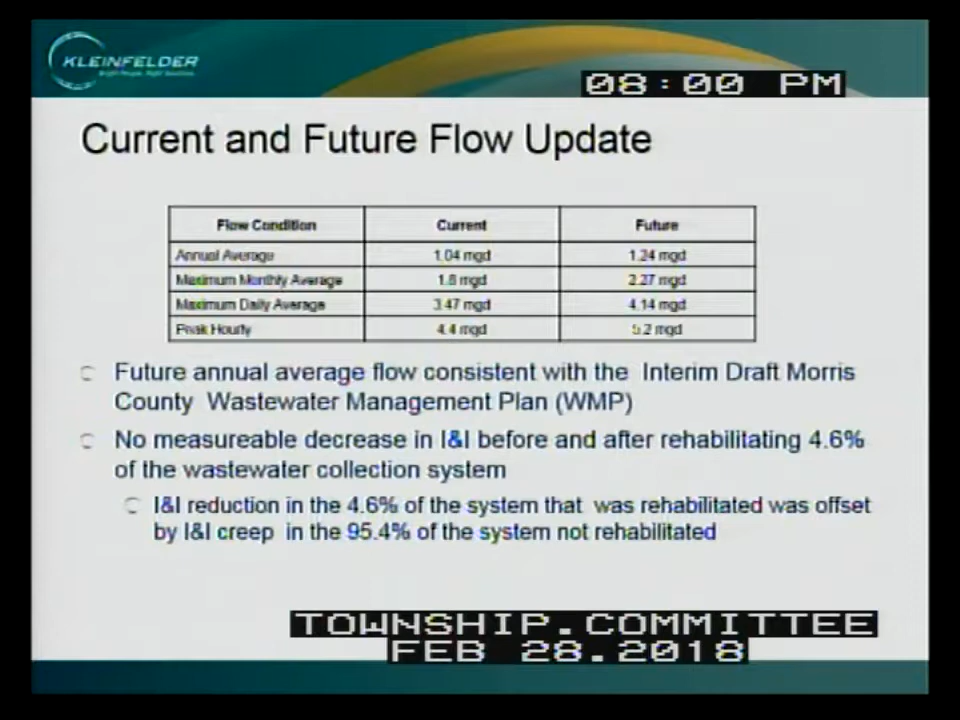 KLEINFELDER
08:00 PM
Current and Future Flow Update
Flow Condition Current Future
Annual Average 1.04 mgd 1.24 mgd
Maximum Monthly Average 1.8 mgd 2.27 mgd
Maximum Daily Average 3.47 mgd 4.14 mgd
Peak Hourly 4.4 mgd 5.2 mgd
Future annual average flow consistent with the Interim Draft Morris
County Wastewater Management Plan (WMP)
No measureable decrease in I&I before and after rehabilitating 4.6%
of the wastewater collection system
I&I reduction in the 4.6% of the system that was rehabilitated was offset
by I&I creep in the 95.4% of the system not rehabilitated
TOWNSHIP.COMMITTEE
FEB 28.2018